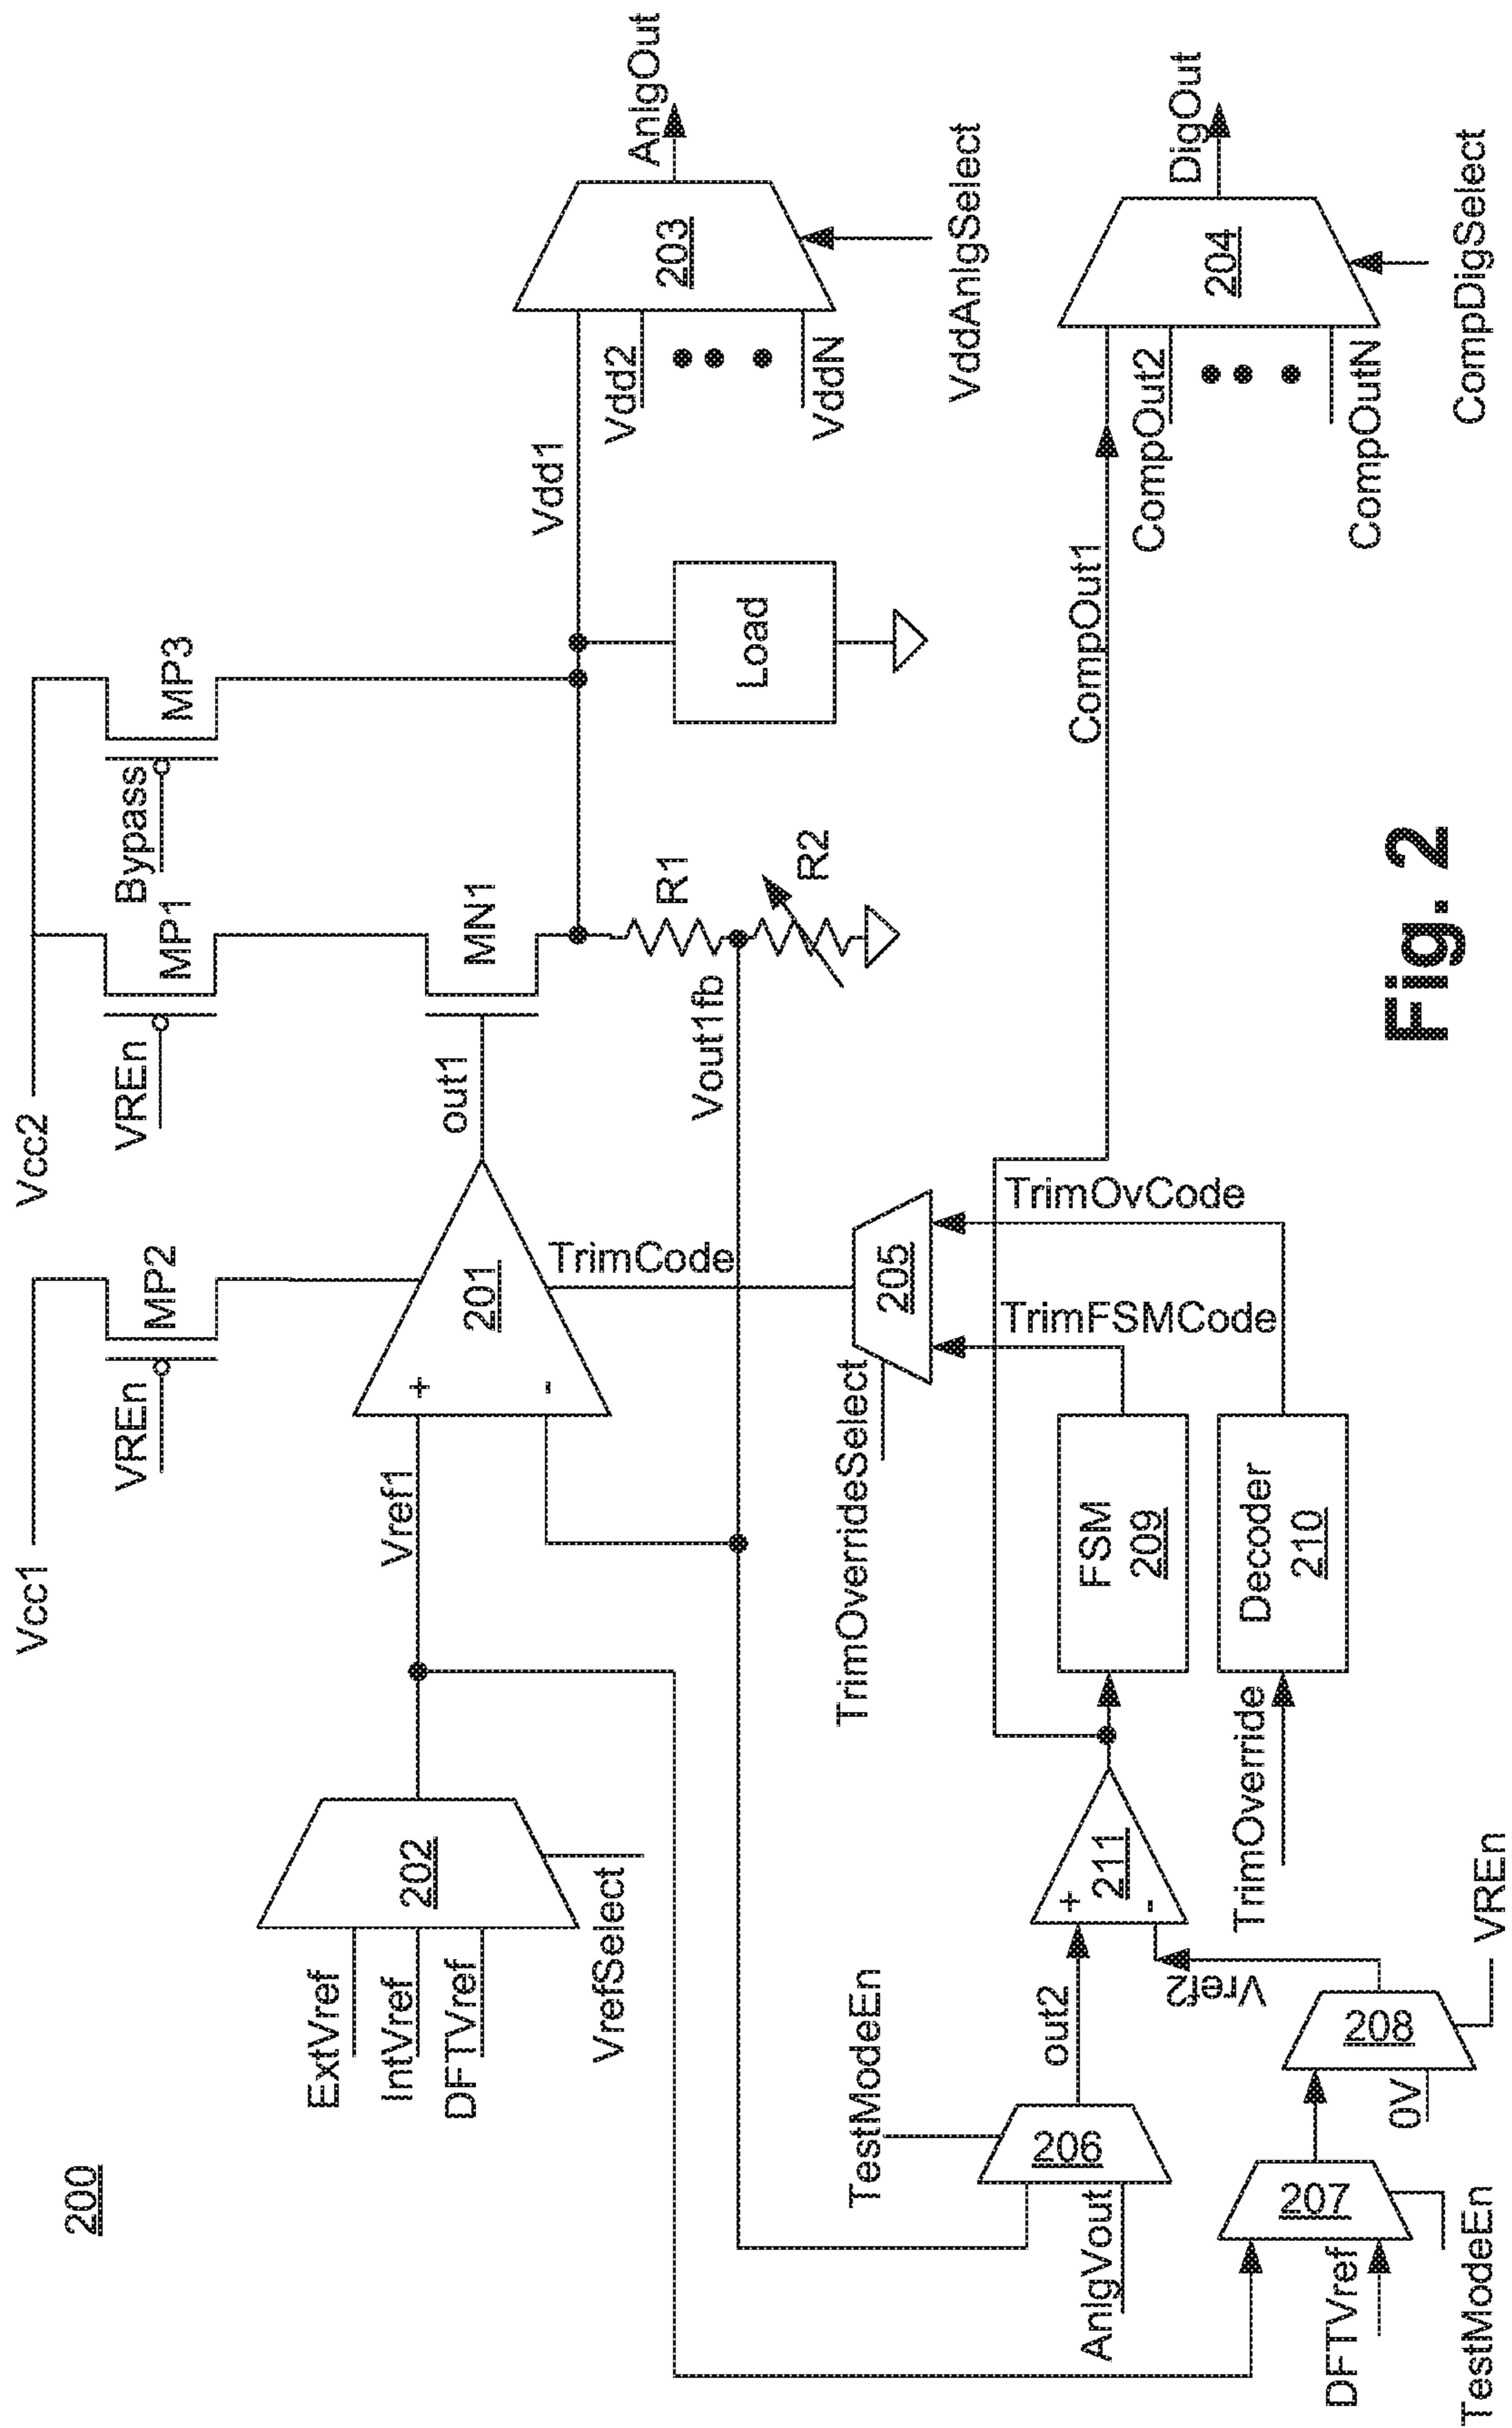 200
Vcc1
Vcc2
VREn
MP2
VREn
MP1
Bypass
MP3
ExtVref
IntVref
DFTVref
202
VrefSelect
Vref1
+
-
201
out1
MN1
TrimCode
Vout1fb
R1
R2
Vdd1
Load
Vdd2
VddN
203
AnlgOut
VddAnlgSelect
TrimOverrideSelect
205
TrimFSMCode
TrimOvCode
TestModeEn
AnlgVout
206
out2
+
-
211
Vref2
FSM
209
TrimOverride
Decoder
210
CompOut1
CompOut2
CompOutN
204
DigOut
CompDigSelect
DFTVref
207
TestModeEn
0V
208
VREn
Fig. 2